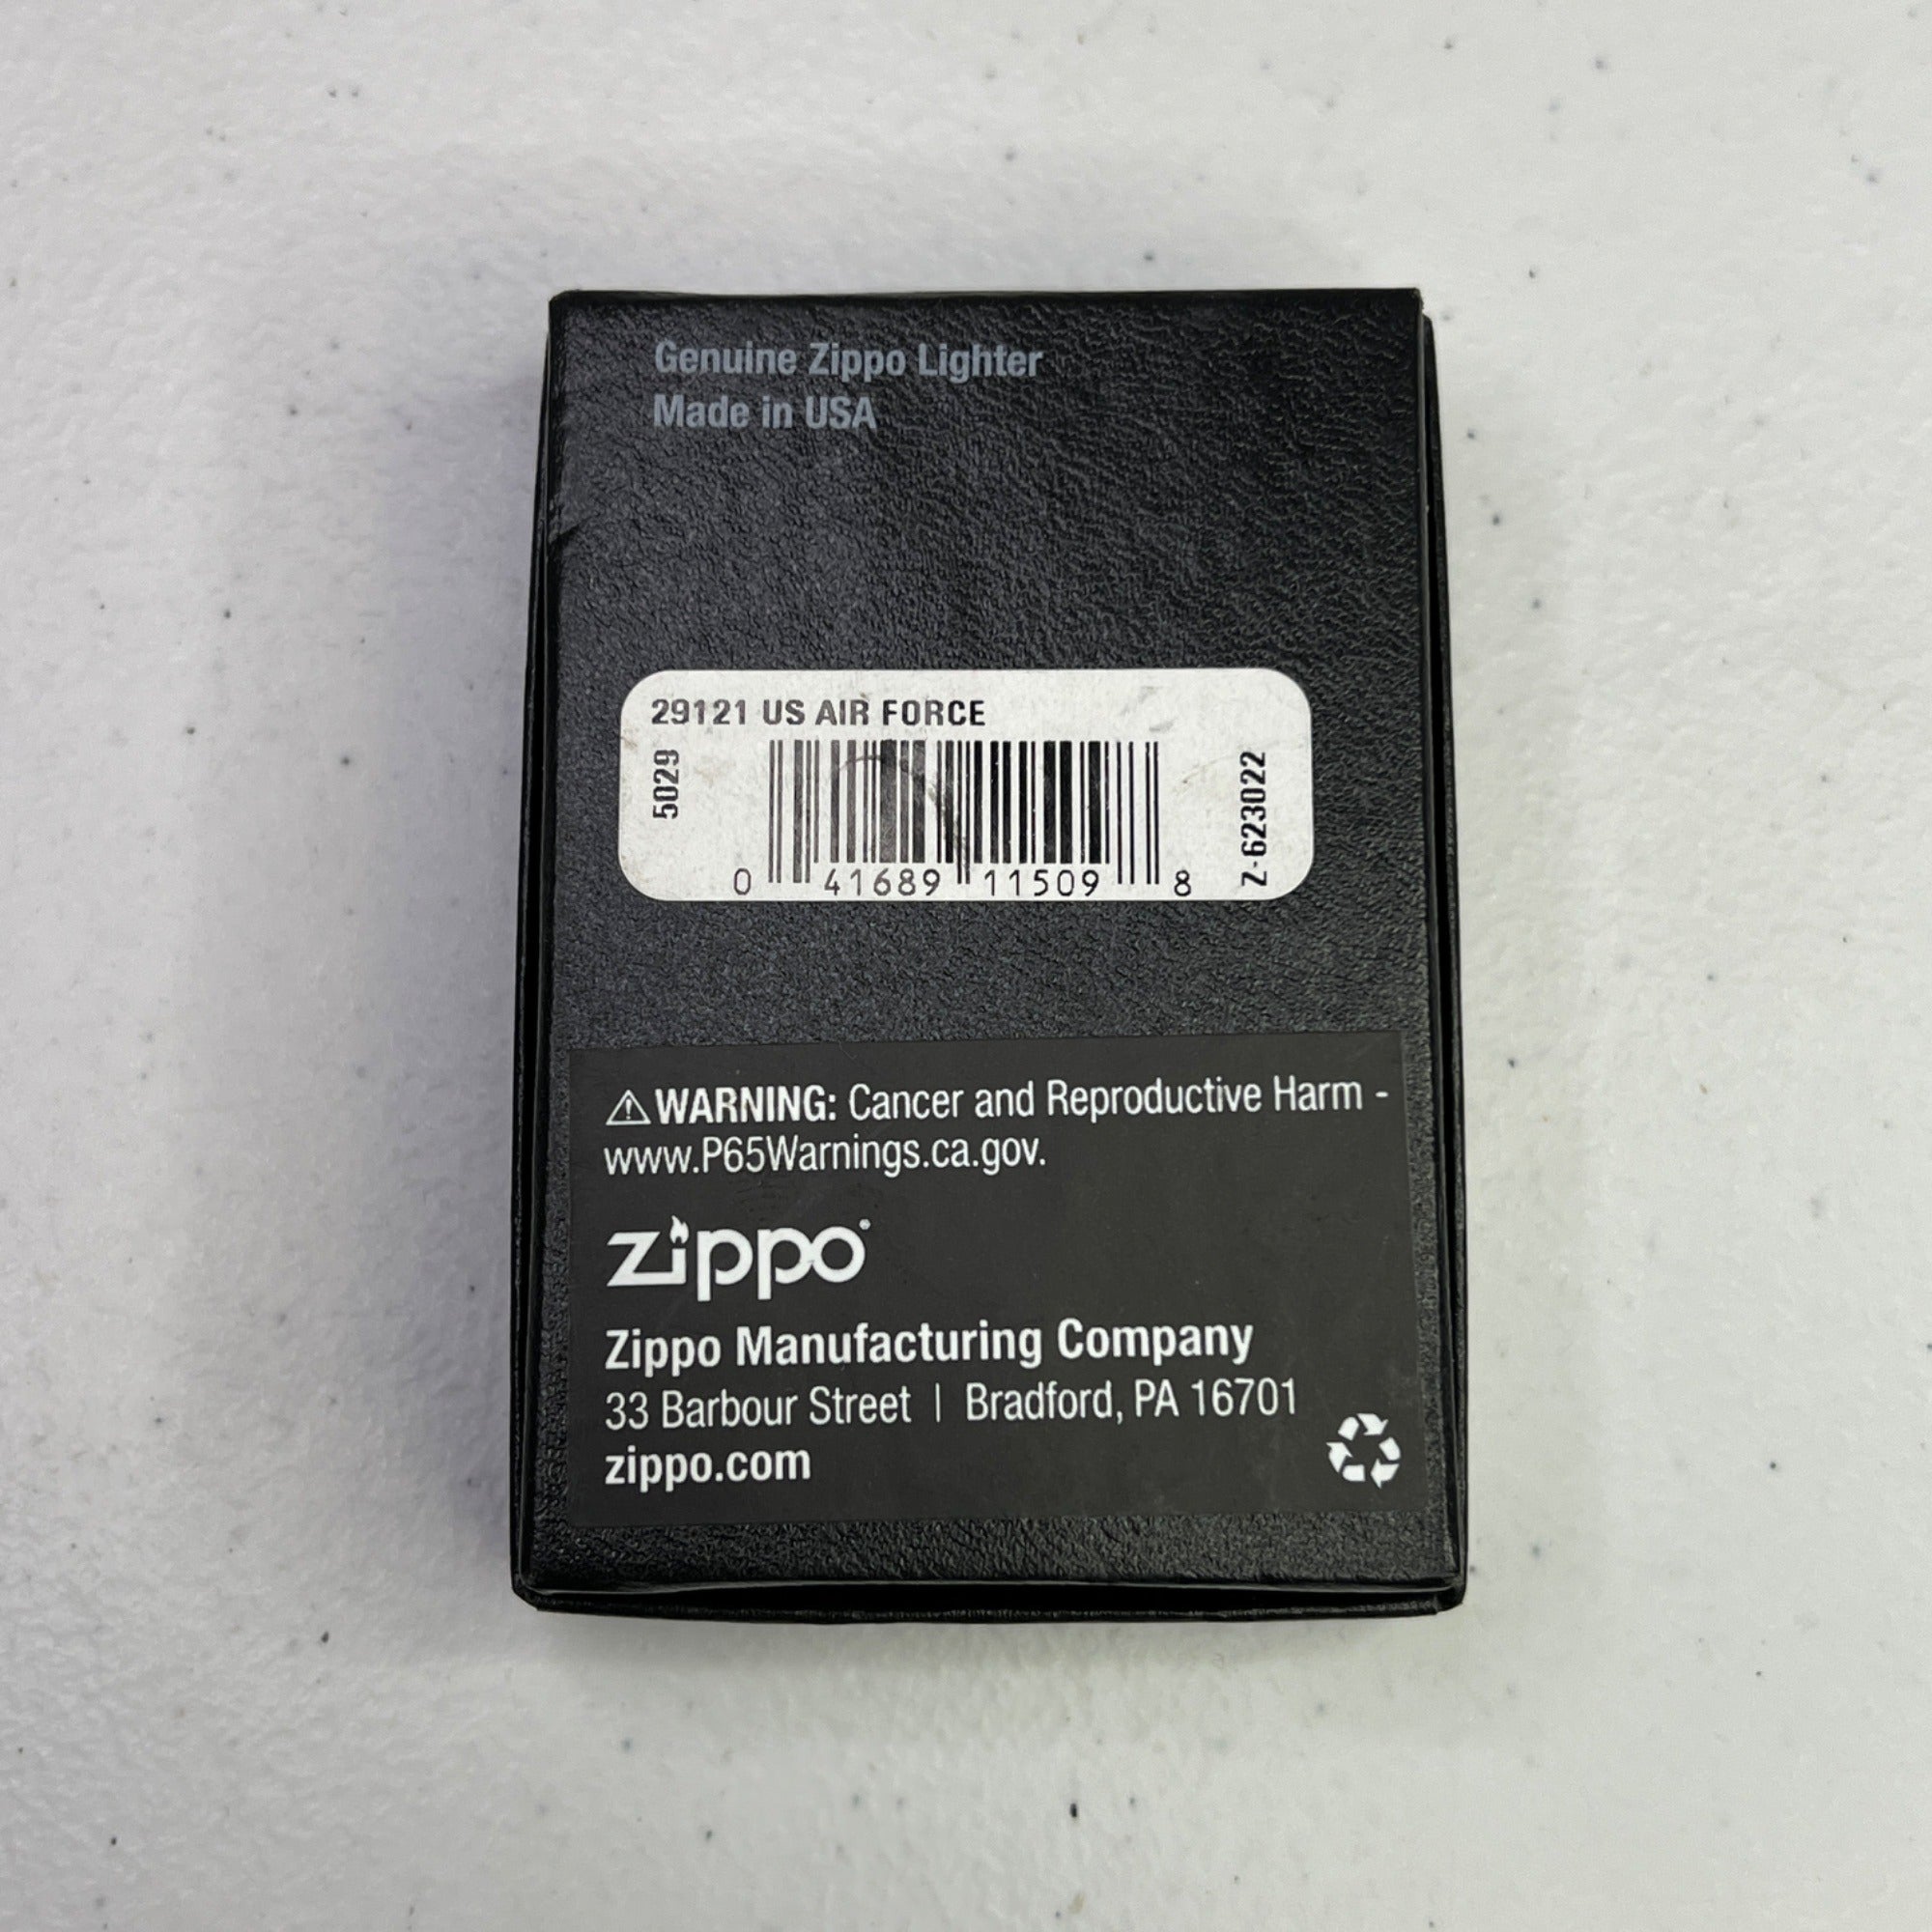 Genuine Zippo Lighter
Made in USA
29121 US AIR FORCE
5029
Z-623022
0 41689 11509 8
⚠WARNING: Cancer and Reproductive Harm -
www.P65Warnings.ca.gov.
zippo
Zippo Manufacturing Company
33 Barbour Street | Bradford, PA 16701
zippo.com